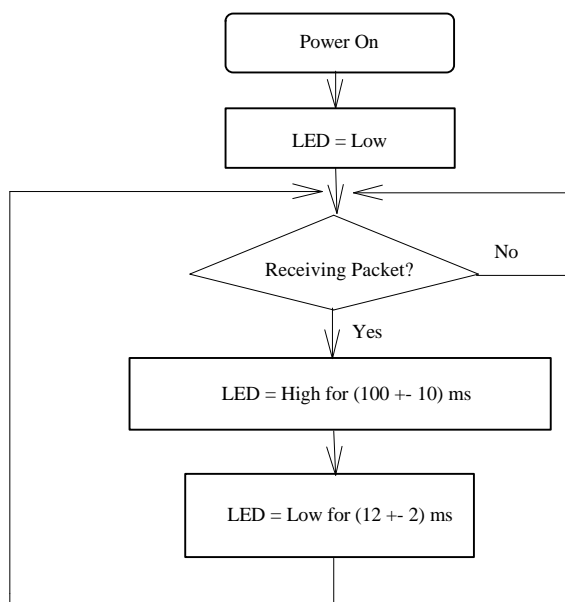 Power On
LED = Low
Receiving Packet?
No
Yes
LED = High for (100 +- 10) ms
LED = Low for (12 +- 2) ms